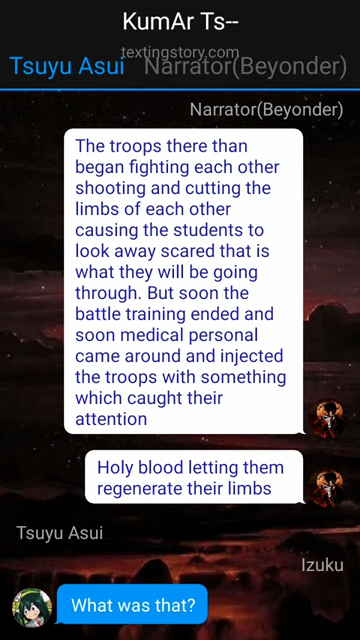 KumAr Ts--
textingstory.com
Tsuyu Asui Narrator(Beyonder)
Narrator(Beyonder)
The troops there than
began fighting each other
shooting and cutting the
limbs of each other
causing the students to
look away scared that is
what they will be going
through. But soon the
battle training ended and
soon medical personal
came around and injected
the troops with something
which caught their
attention
Holy blood letting them
regenerate their limbs
Tsuyu Asui
Izuku
What was that?